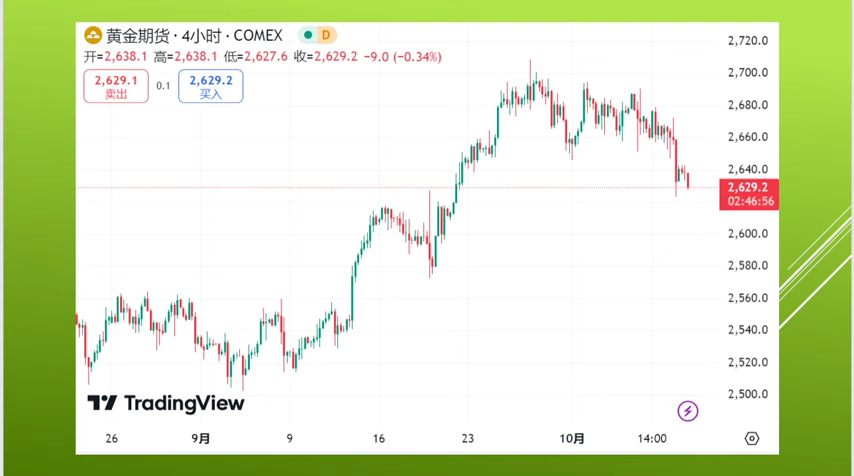 黄金期货 · 4小时 · COMEX D
开=2,638.1 高=2,638.1 低=2,627.6 收=2,629.2 −9.0 (−0.34%)
2,629.1 0.1 2,629.2
卖出 买入
2,720.0
2,700.0
2,680.0
2,660.0
2,640.0
2,629.2
02:46:56
2,600.0
2,580.0
2,560.0
2,540.0
2,520.0
2,500.0
TradingView
26 9月 9 16 23 10月 14:00